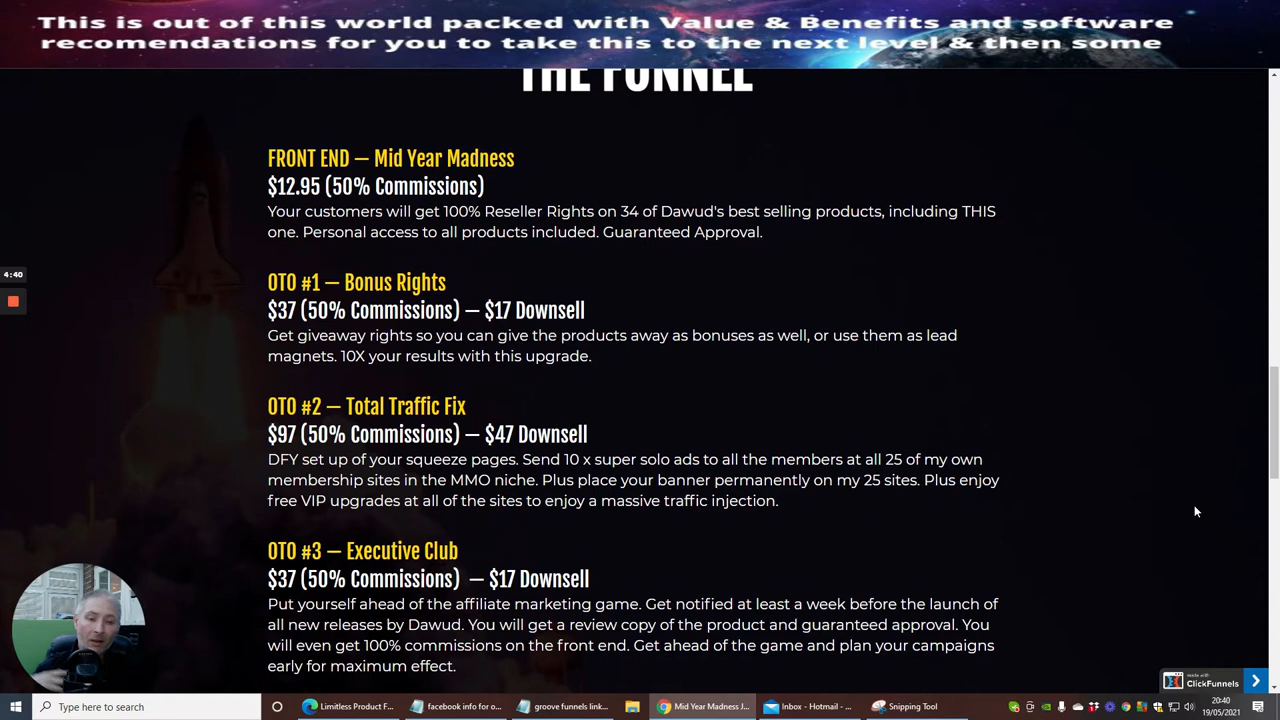 This is out of this world packed with Value & Benefits and software
recomendations for you to take this to the next level & then some
THE FUNNEL
FRONT END — Mid Year Madness
$12.95 (50% Commissions)
Your customers will get 100% Reseller Rights on 34 of Dawud's best selling products, including THIS
one. Personal access to all products included. Guaranteed Approval.
4:40
OTO #1 — Bonus Rights
$37 (50% Commissions) — $17 Downsell
Get giveaway rights so you can give the products away as bonuses as well, or use them as lead
magnets. 10X your results with this upgrade.
OTO #2 — Total Traffic Fix
$97 (50% Commissions) — $47 Downsell
DFY set up of your squeeze pages. Send 10 x super solo ads to all the members at all 25 of my own
membership sites in the MMO niche. Plus place your banner permanently on my 25 sites. Plus enjoy
free VIP upgrades at all of the sites to enjoy a massive traffic injection.
OTO #3 — Executive Club
$37 (50% Commissions) — $17 Downsell
Put yourself ahead of the affiliate marketing game. Get notified at least a week before the launch of
all new releases by Dawud. You will get a review copy of the product and guaranteed approval. You
will even get 100% commissions on the front end. Get ahead of the game and plan your campaigns
early for maximum effect.
made with
ClickFunnels
Type here to search
Limitless Product F...
facebook info for o...
groove funnels link...
Mid Year Madness J...
Inbox - Hotmail - ...
Snipping Tool
20:40
19/05/2021